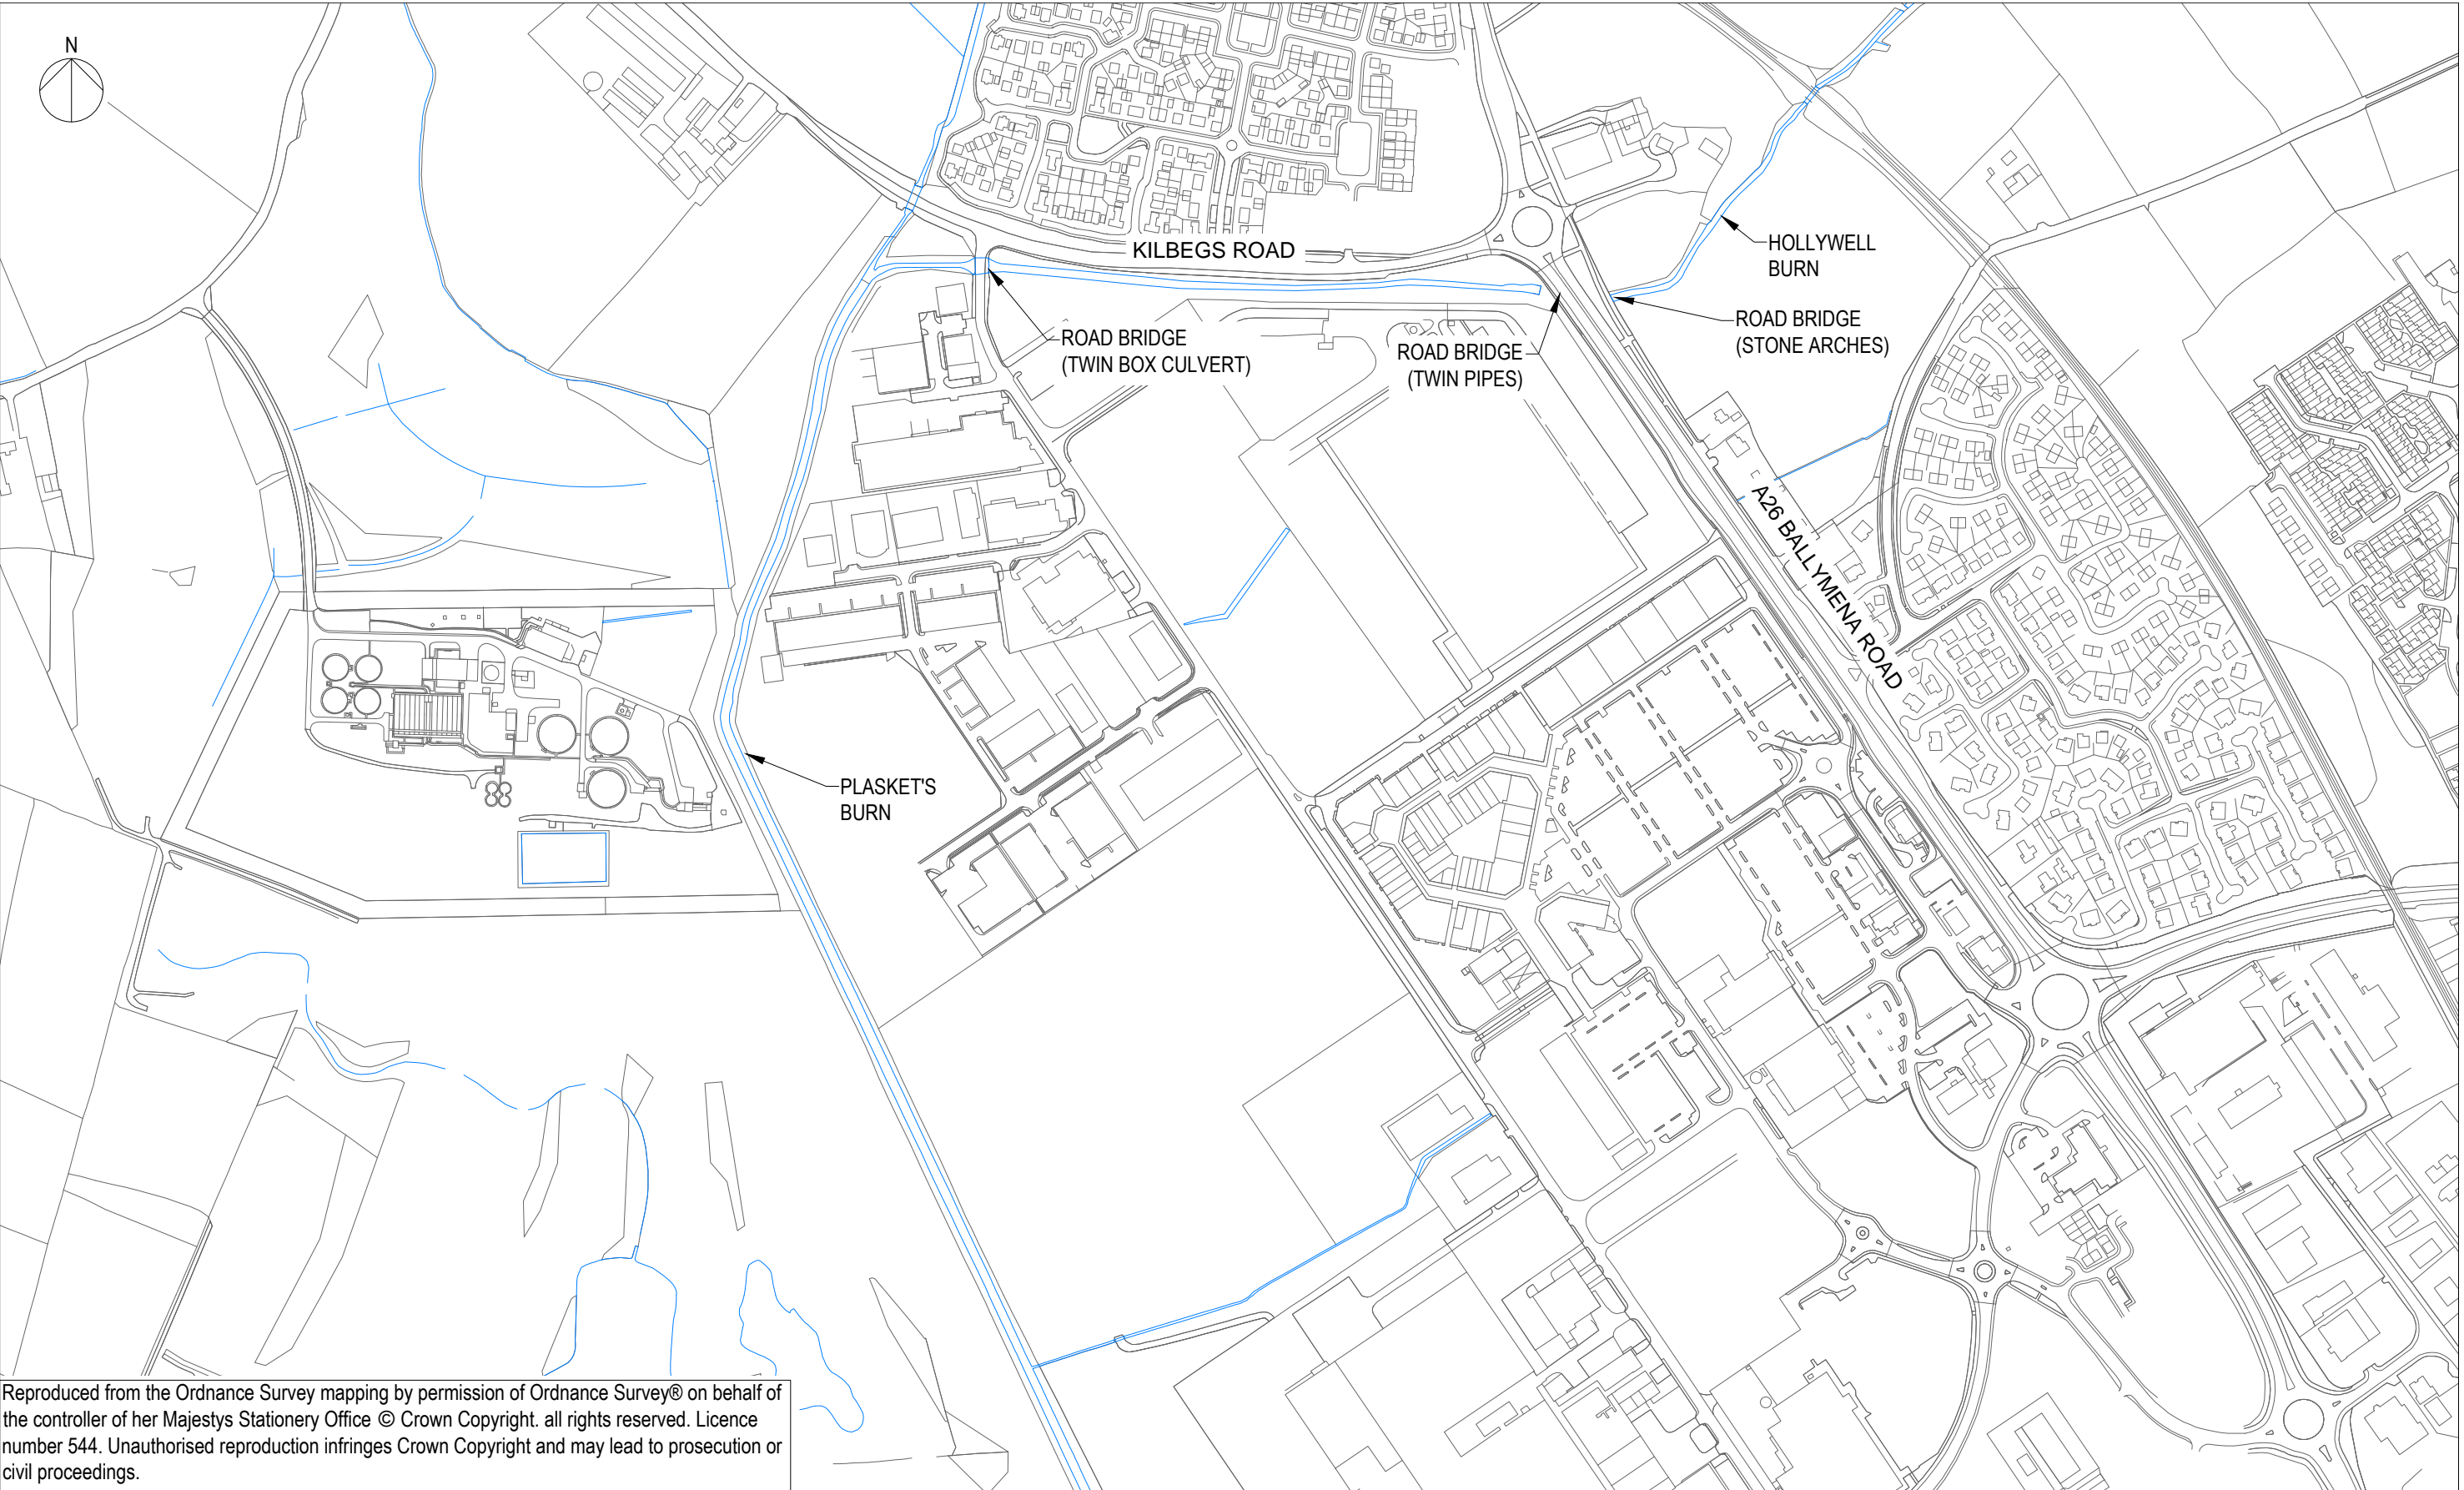 N
KILBEGS ROAD
HOLLYWELL
BURN
ROAD BRIDGE
(TWIN BOX CULVERT)
ROAD BRIDGE
(TWIN PIPES)
ROAD BRIDGE
(STONE ARCHES)
A26 BALLYMENA ROAD
PLASKET'S
BURN
Reproduced from the Ordnance Survey mapping by permission of Ordnance Survey® on behalf of
the controller of her Majestys Stationery Office © Crown Copyright. all rights reserved. Licence
number 544. Unauthorised reproduction infringes Crown Copyright and may lead to prosecution or
civil proceedings.